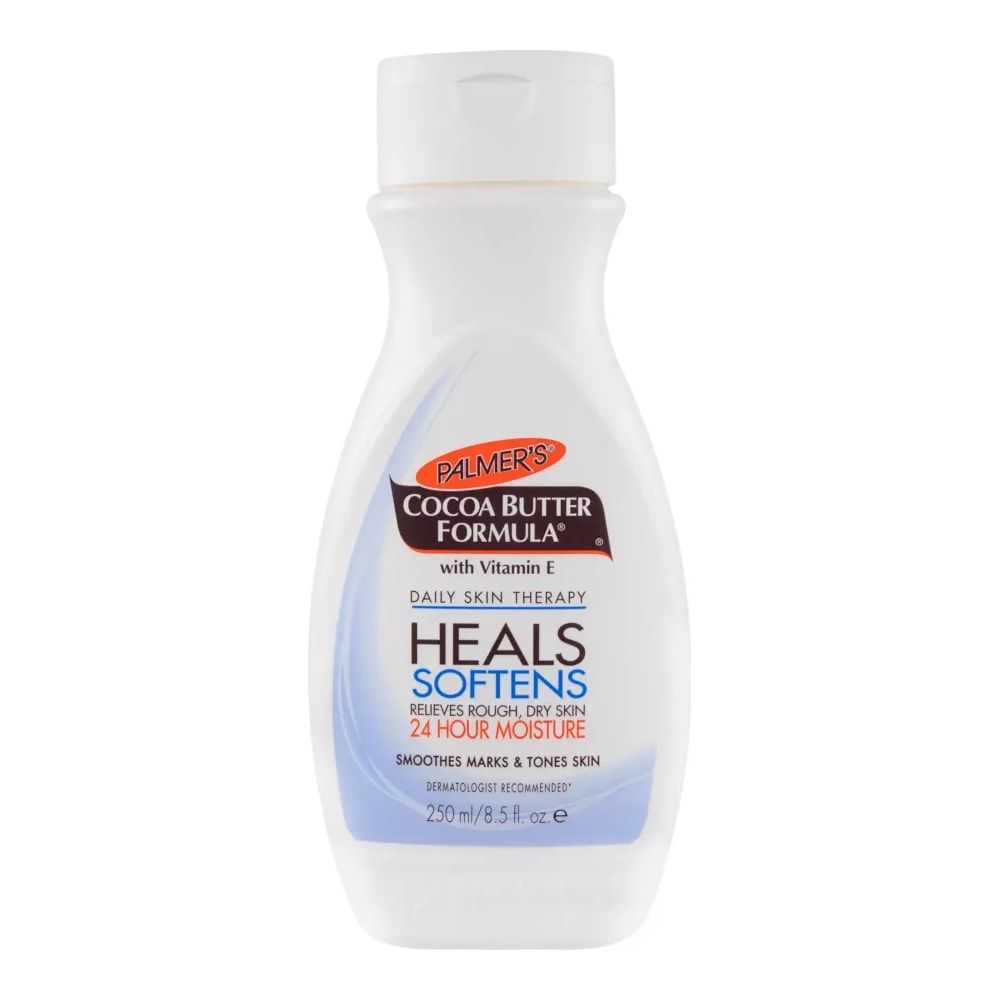 PALMER'S®
COCOA BUTTER
FORMULA® ®
with Vitamin E
DAILY SKIN THERAPY
HEALS
SOFTENS
RELIEVES ROUGH, DRY SKIN
24 HOUR MOISTURE
SMOOTHES MARKS & TONES SKIN
DERMATOLOGIST RECOMMENDED*
250 ml/8.5 fl. oz. ℮